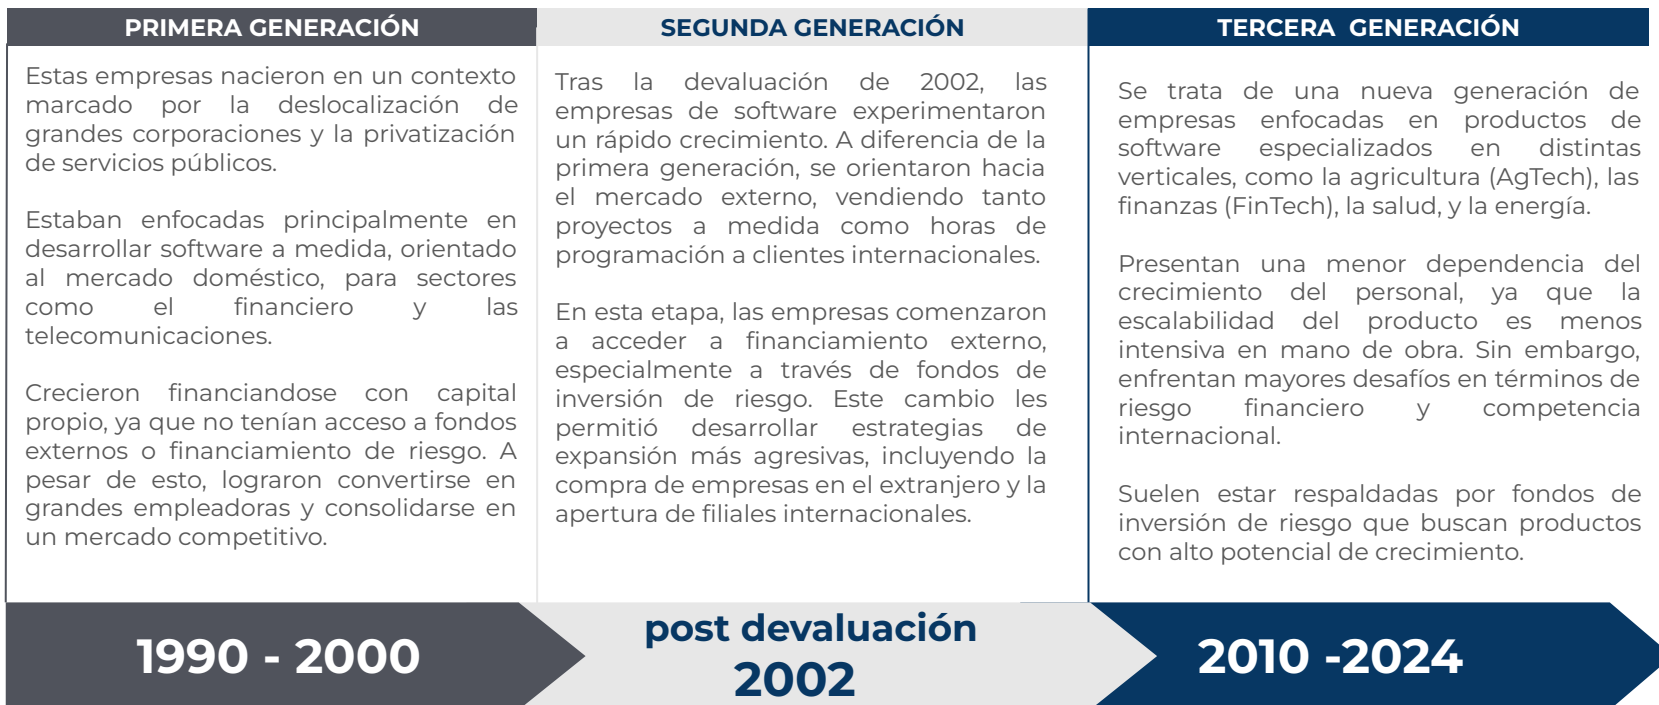 PRIMERA GENERACIÓN
Estas empresas nacieron en un contexto
marcado por la deslocalización de
grandes corporaciones y la privatización
de servicios públicos.
Estaban enfocadas principalmente en
desarrollar software a medida, orientado
al mercado doméstico, para sectores
como el financiero y las
telecomunicaciones.
Crecieron financiandose con capital
propio, ya que no tenían acceso a fondos
externos o financiamiento de riesgo. A
pesar de esto, lograron convertirse en
grandes empleadoras y consolidarse en
un mercado competitivo.
1990 - 2000
SEGUNDA GENERACIÓN
Tras la devaluación de 2002, las
empresas de software experimentaron
un rápido crecimiento. A diferencia de la
primera generación, se orientaron hacia
el mercado externo, vendiendo tanto
proyectos a medida como horas de
programación a clientes internacionales.
En esta etapa, las empresas comenzaron
a acceder a financiamiento externo,
especialmente a través de fondos de
inversión de riesgo. Este cambio les
permitió desarrollar estrategias de
expansión más agresivas, incluyendo la
compra de empresas en el extranjero y la
apertura de filiales internacionales.
post devaluación
2002
TERCERA GENERACIÓN
Se trata de una nueva generación de
empresas enfocadas en productos de
software especializados en distintas
verticales, como la agricultura (AgTech), las
finanzas (FinTech), la salud, y la energía.
Presentan una menor dependencia del
crecimiento del personal, ya que la
escalabilidad del producto es menos
intensiva en mano de obra. Sin embargo,
enfrentan mayores desafíos en términos de
riesgo financiero y competencia
internacional.
Suelen estar respaldadas por fondos de
inversión de riesgo que buscan productos
con alto potencial de crecimiento.
2010 -2024